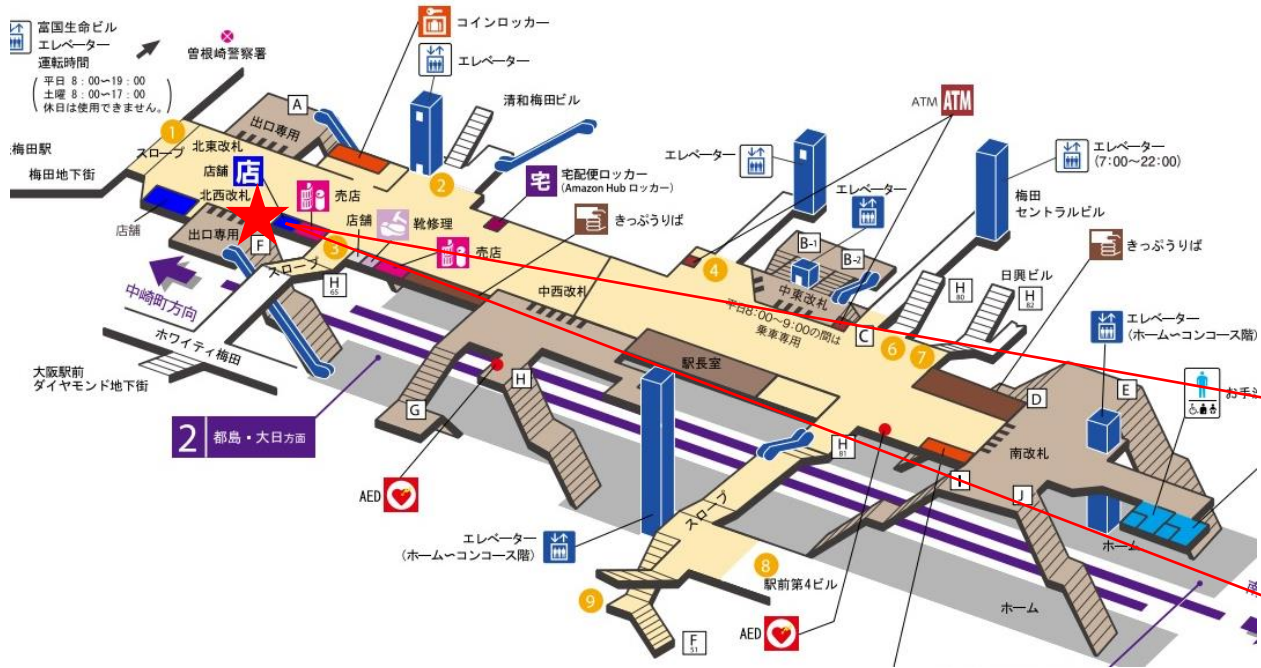 富国生命ビル
エレベーター
運転時間
平日 8:00〜19:00
土曜 8:00〜17:00
休日は使用できません。
曽根崎警察署
コインロッカー
エレベーター
清和梅田ビル
A
出口専用
1
スロープ
北東改札
梅田駅
梅田地下街
店舗
店
北西改札
売店
2
宅
宅配便ロッカー
(Amazon Hub ロッカー)
ATM
ATM
エレベーター
エレベーター
エレベーター
(7:00〜22:00)
梅田
セントラルビル
店舗
出口専用
F
店舗
靴修理
きっぷうりば
きっぷうりば
3
売店
スロープ
H
65
中崎町方向
中西改札
4
B-1
B-2
中東改札
日興ビル
H
80
H
82
平日8:00〜9:00の間は
乗車専用
C
6
7
エレベーター
(ホーム〜コンコース階)
ホワイティ梅田
大阪駅前
ダイヤモンド地下街
駅長室
H
G
D
E
お手
2
都島・大日方面
H
81
南改札
I
J
AED
スロープ
エレベーター
(ホーム〜コンコース階)
ホーム
8
駅前第4ビル
9
ホーム
AED
F
51